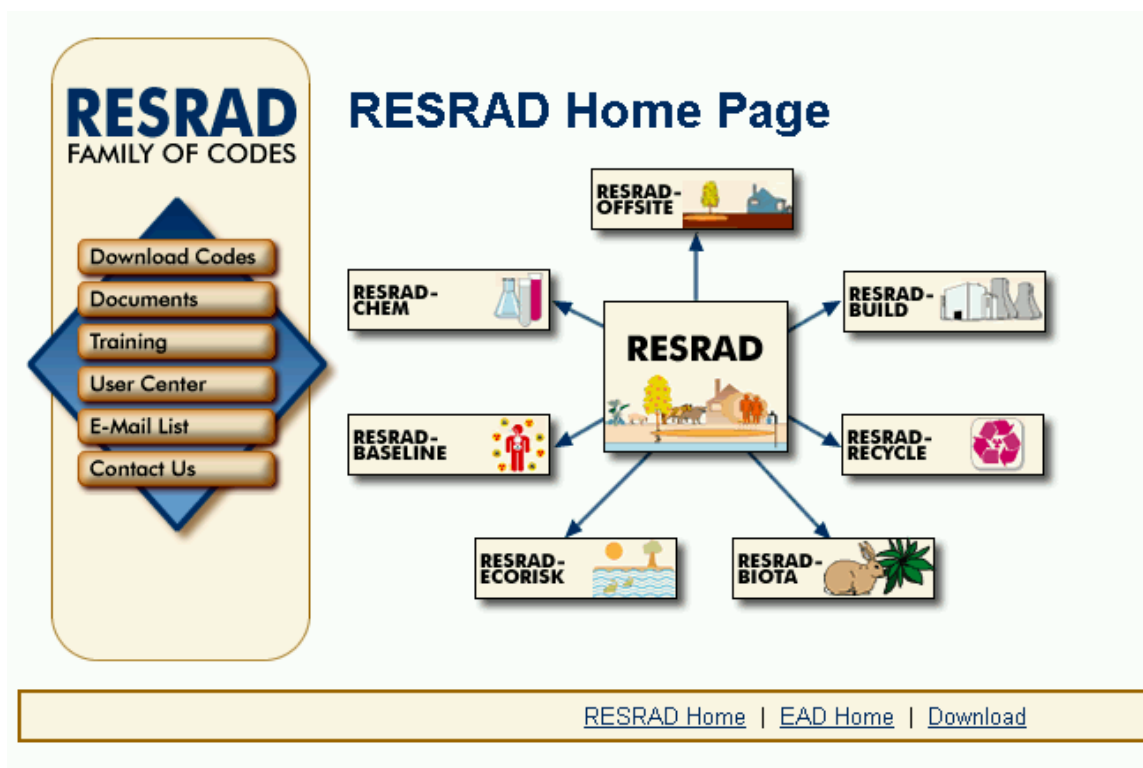 RESRAD
FAMILY OF CODES
Download Codes
Documents
Training
User Center
E-Mail List
Contact Us
RESRAD Home Page
RESRAD-
OFFSITE
RESRAD-
CHEM
RESRAD-
BUILD
RESRAD
RESRAD-
BASELINE
RESRAD-
RECYCLE
RESRAD-
ECORISK
RESRAD-
BIOTA
RESRAD Home | EAD Home | Download